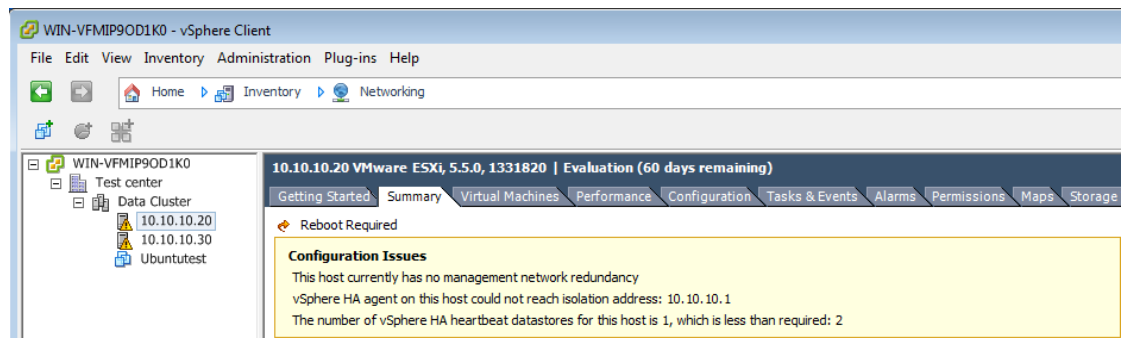 WIN-VFMIP9OD1K0 - vSphere Client
File Edit View Inventory Administration Plug-ins Help
Home Inventory Networking
WIN-VFMIP9OD1K0
Test center
Data Cluster
10.10.10.20
10.10.10.30
Ubuntutest
10.10.10.20 VMware ESXi, 5.5.0, 1331820 | Evaluation (60 days remaining)
Getting Started Summary Virtual Machines Performance Configuration Tasks & Events Alarms Permissions Maps Storage
Reboot Required
Configuration Issues
This host currently has no management network redundancy
vSphere HA agent on this host could not reach isolation address: 10.10.10.1
The number of vSphere HA heartbeat datastores for this host is 1, which is less than required: 2